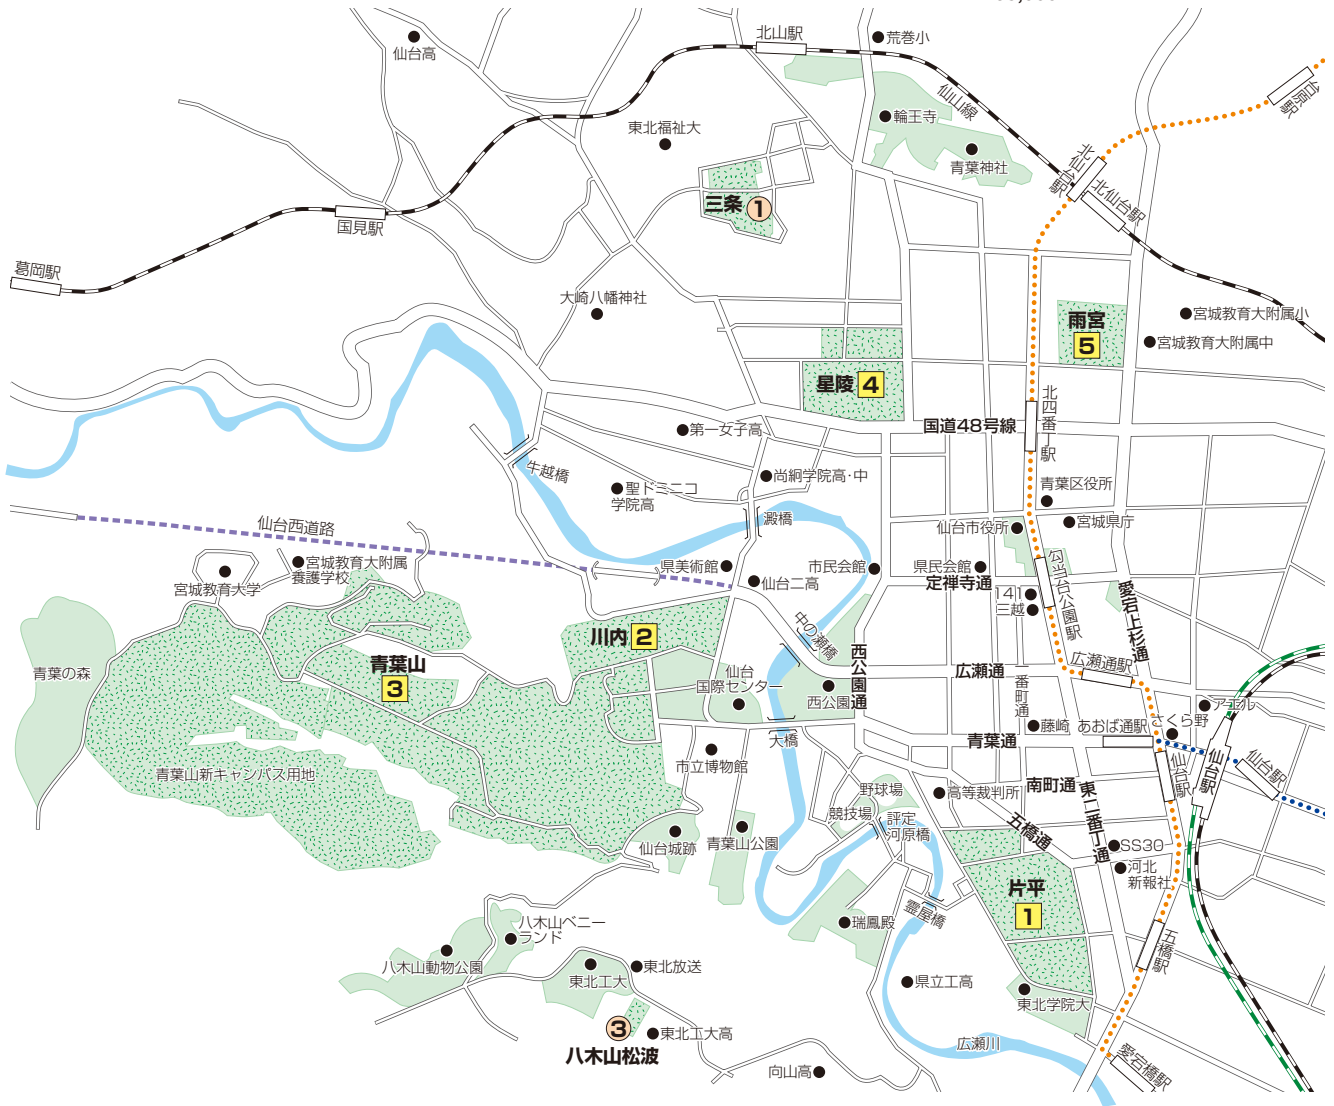 仙台高
北山駅
荒巻小
仙山線
台原駅
輪王寺
東北福祉大
青葉神社
北仙台駅
北仙台駅
三条
1
国見駅
葛岡駅
大崎八幡神社
雨宮
5
宮城教育大附属小
宮城教育大附属中
星陵
4
北四番丁駅
国道48号線
第一女子高
牛越橋
尚絅学院高・中
聖ドミニコ
学院高
青葉区役所
仙台西道路
澱橋
仙台市役所
宮城県庁
宮城教育大学
宮城教育大附属
養護学校
県美術館
仙台二高
市民会館
県民会館
定禅寺通
勾当台公園駅
141
三越
愛宕上杉通
川内
2
中の瀬橋
西公園通
青葉の森
青葉山
3
仙台
国際センター
西公園
広瀬通
一番町通
広瀬通駅
アエル
さくら野
藤崎
あおば通駅
青葉通
大橋
市立博物館
仙台駅
仙台駅
仙台駅
青葉山新キャンパス用地
野球場
競技場
評定
河原橋
高等裁判所
南町通
東二番丁通
五橋通
仙台城跡
青葉山公園
SS30
河北
新報社
片平
1
霊屋橋
瑞鳳殿
五橋駅
八木山ベニー
ランド
八木山動物公園
東北工大
東北放送
県立工高
東北学院大
3
八木山松波
東北工大高
広瀬川
向山高
愛宕橋駅